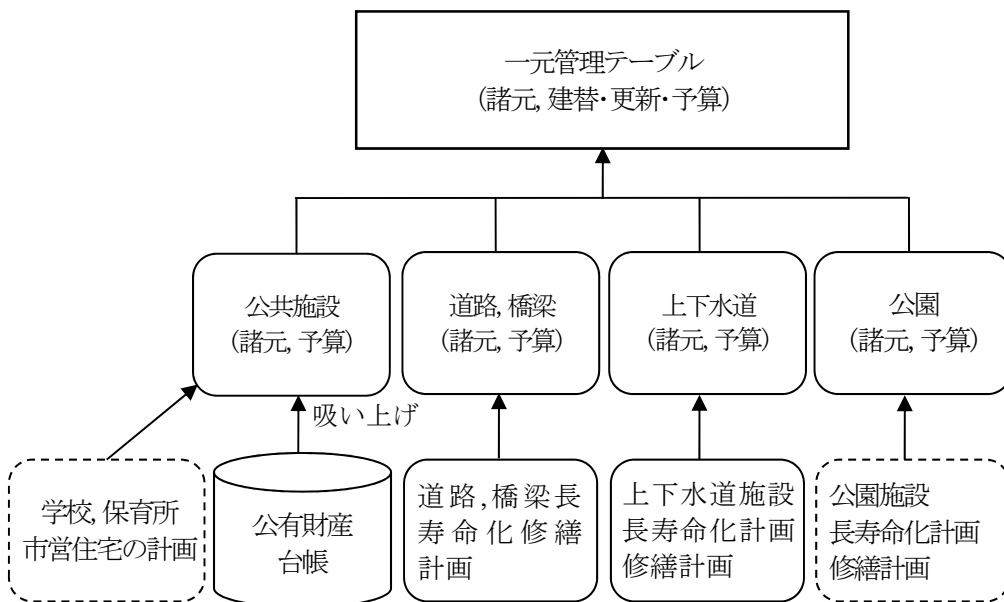 一元管理テーブル
(諸元, 建替・更新・予算)
公共施設
(諸元, 予算)
道路, 橋梁
(諸元, 予算)
上下水道
(諸元, 予算)
公園
(諸元, 予算)
吸い上げ
学校, 保育所
市営住宅の計画
公有財産
台帳
道路,橋梁長
寿命化修繕
計画
上下水道施設
長寿命化計画
修繕計画
公園施設
長寿命化計画
修繕計画